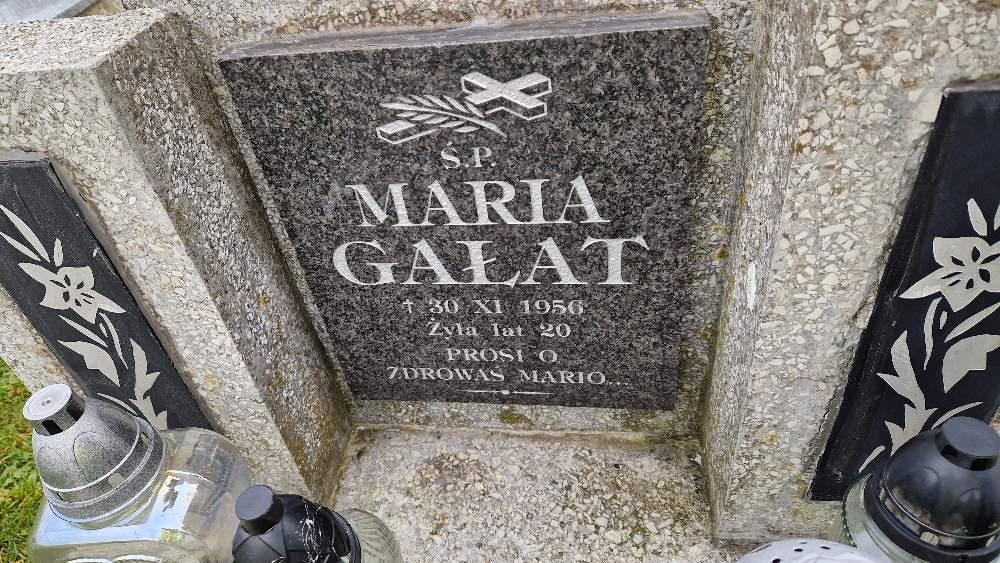 Ś.P.
MARIA
GAŁAT
† 30 XI 1956
Żyła lat 20
PROSI O
ZDROWAŚ MARIO...